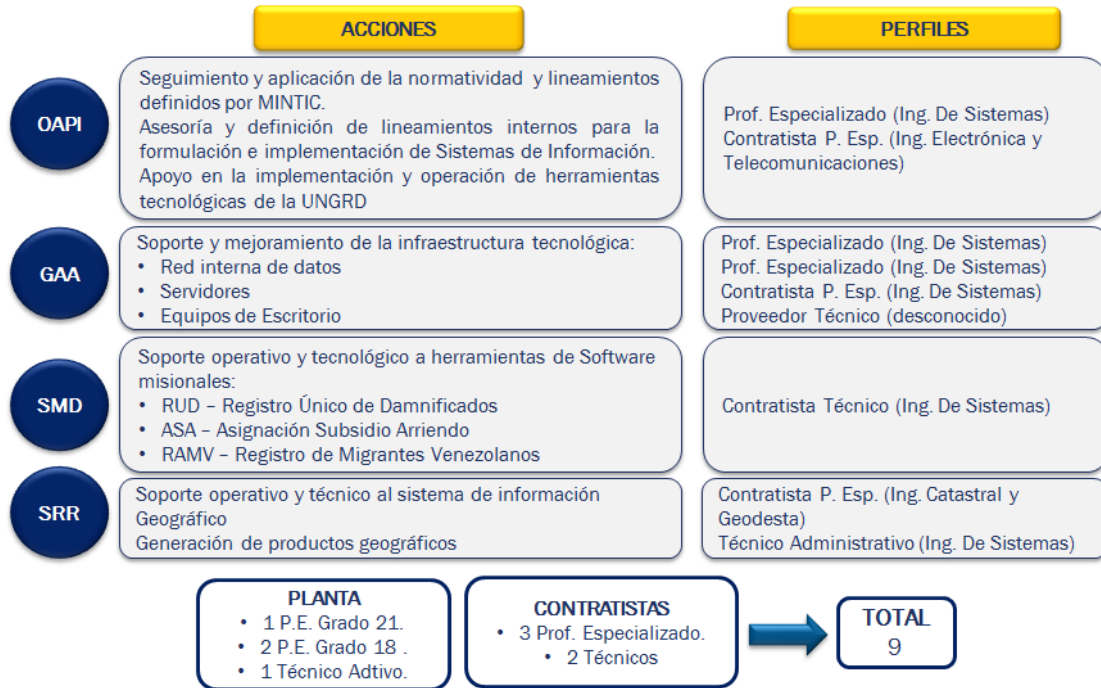 ACCIONES
PERFILES
OAPI
Seguimiento y aplicación de la normatividad y lineamientos
definidos por MINTIC.
Asesoría y definición de lineamientos internos para la
formulación e implementación de Sistemas de Información.
Apoyo en la implementación y operación de herramientas
tecnológicas de la UNGRD
Prof. Especializado (Ing. De Sistemas)
Contratista P. Esp. (Ing. Electrónica y
Telecomunicaciones)
GAA
Soporte y mejoramiento de la infraestructura tecnológica:
• Red interna de datos
• Servidores
• Equipos de Escritorio
Prof. Especializado (Ing. De Sistemas)
Prof. Especializado (Ing. De Sistemas)
Contratista P. Esp. (Ing. De Sistemas)
Proveedor Técnico (desconocido)
SMD
Soporte operativo y tecnológico a herramientas de Software
misionales:
• RUD – Registro Único de Damnificados
• ASA – Asignación Subsidio Arriendo
• RAMV – Registro de Migrantes Venezolanos
Contratista Técnico (Ing. De Sistemas)
SRR
Soporte operativo y técnico al sistema de información
Geográfico
Generación de productos geográficos
Contratista P. Esp. (Ing. Catastral y
Geodesta)
Técnico Administrativo (Ing. De Sistemas)
PLANTA
• 1 P.E. Grado 21.
• 2 P.E. Grado 18 .
• 1 Técnico Adtivo.
CONTRATISTAS
• 3 Prof. Especializado.
• 2 Técnicos
TOTAL
9